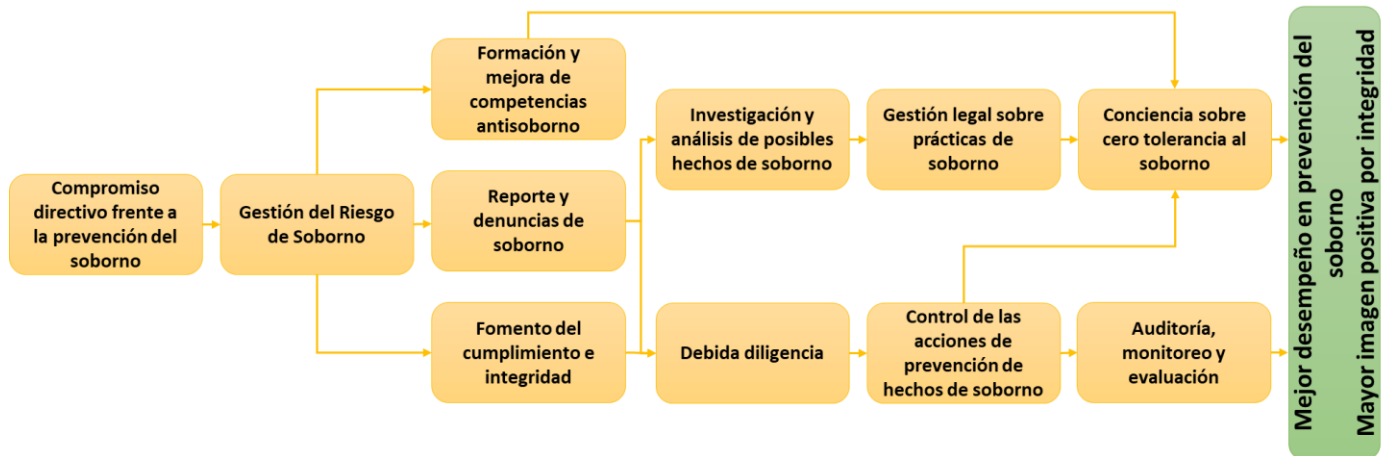 Formación y
mejora de
competencias
antisoborno
Investigación y
análisis de posibles
hechos de soborno
Gestión legal sobre
prácticas de
soborno
Conciencia sobre
cero tolerancia al
soborno
Compromiso
directivo frente a
la prevención del
soborno
Gestión del Riesgo
de Soborno
Reporte y
denuncias de
soborno
Fomento del
cumplimiento e
integridad
Debida diligencia
Control de las
acciones de
prevención de
hechos de soborno
Auditoría,
monitoreo y
evaluación
Mejor desempeño en prevención del
soborno
Mayor imagen positiva por integridad